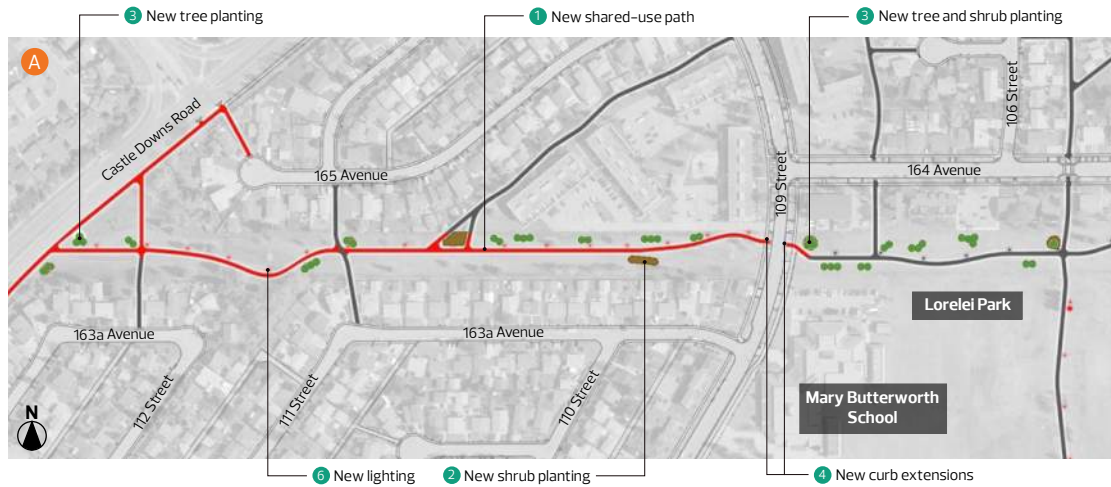 3 New tree planting
1 New shared-use path
3 New tree and shrub planting
A
Castle Downs Road
165 Avenue
109 Street
106 Street
164 Avenue
Lorelei Park
163a Avenue
163a Avenue
112 Street
111 Street
110 Street
Mary Butterworth
School
N
6 New lighting
2 New shrub planting
4 New curb extensions